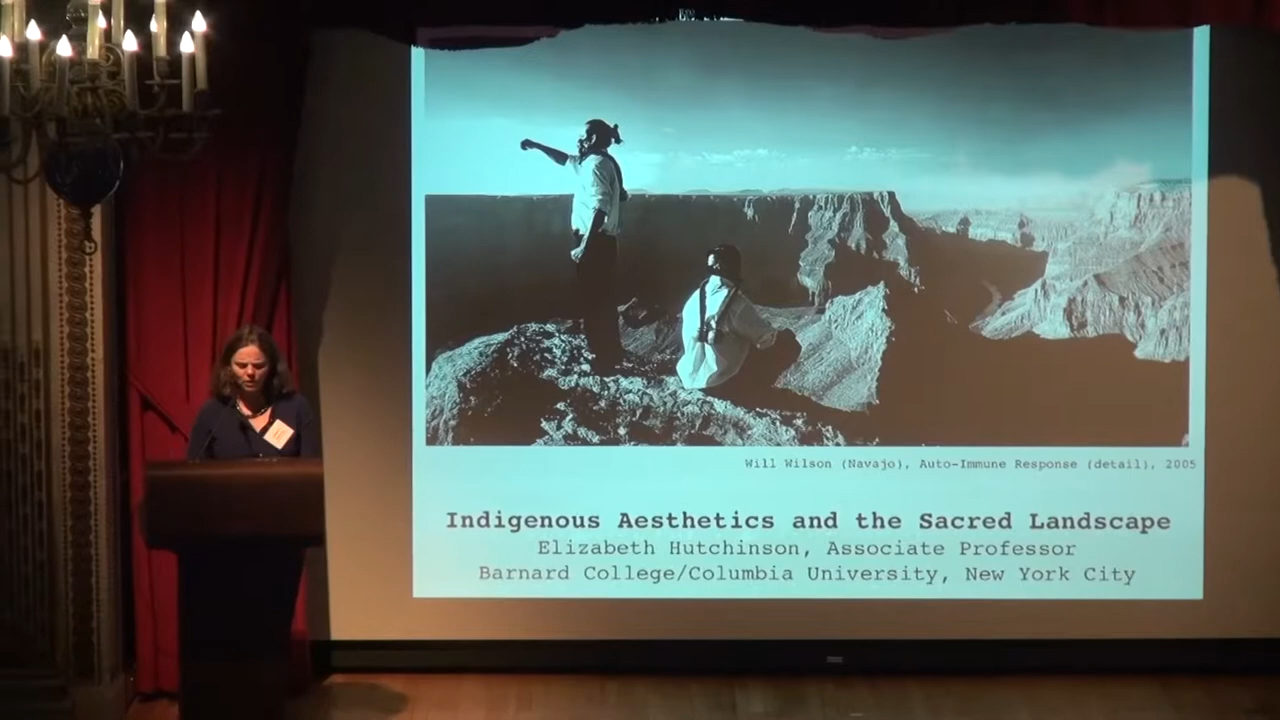 Will Wilson (Navajo), Auto-Immune Response (detail), 2005
Indigenous Aesthetics and the Sacred Landscape
Elizabeth Hutchinson, Associate Professor
Barnard College/Columbia University, New York City